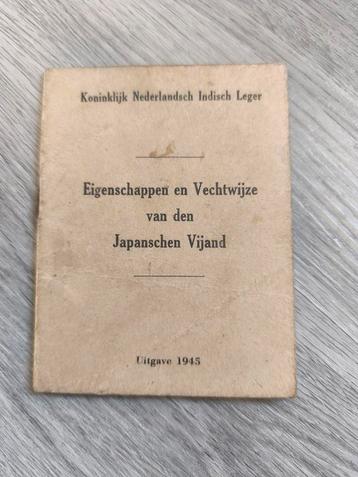 Koninklijk Nederlandsch Indisch Leger
Eigenschappen en Vechtwijze
van den
Japanschen Vijand
Uitgave 1945